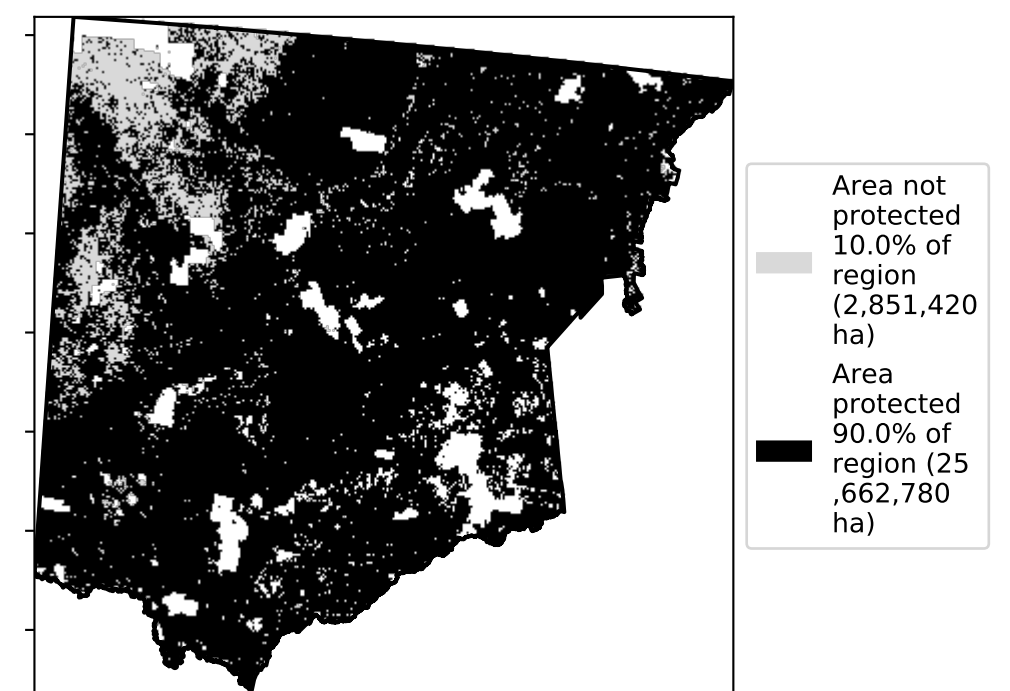 Area not
protected
10.0% of
region
(2,851,420
ha)
Area
protected
90.0% of
region (25
,662,780
ha)